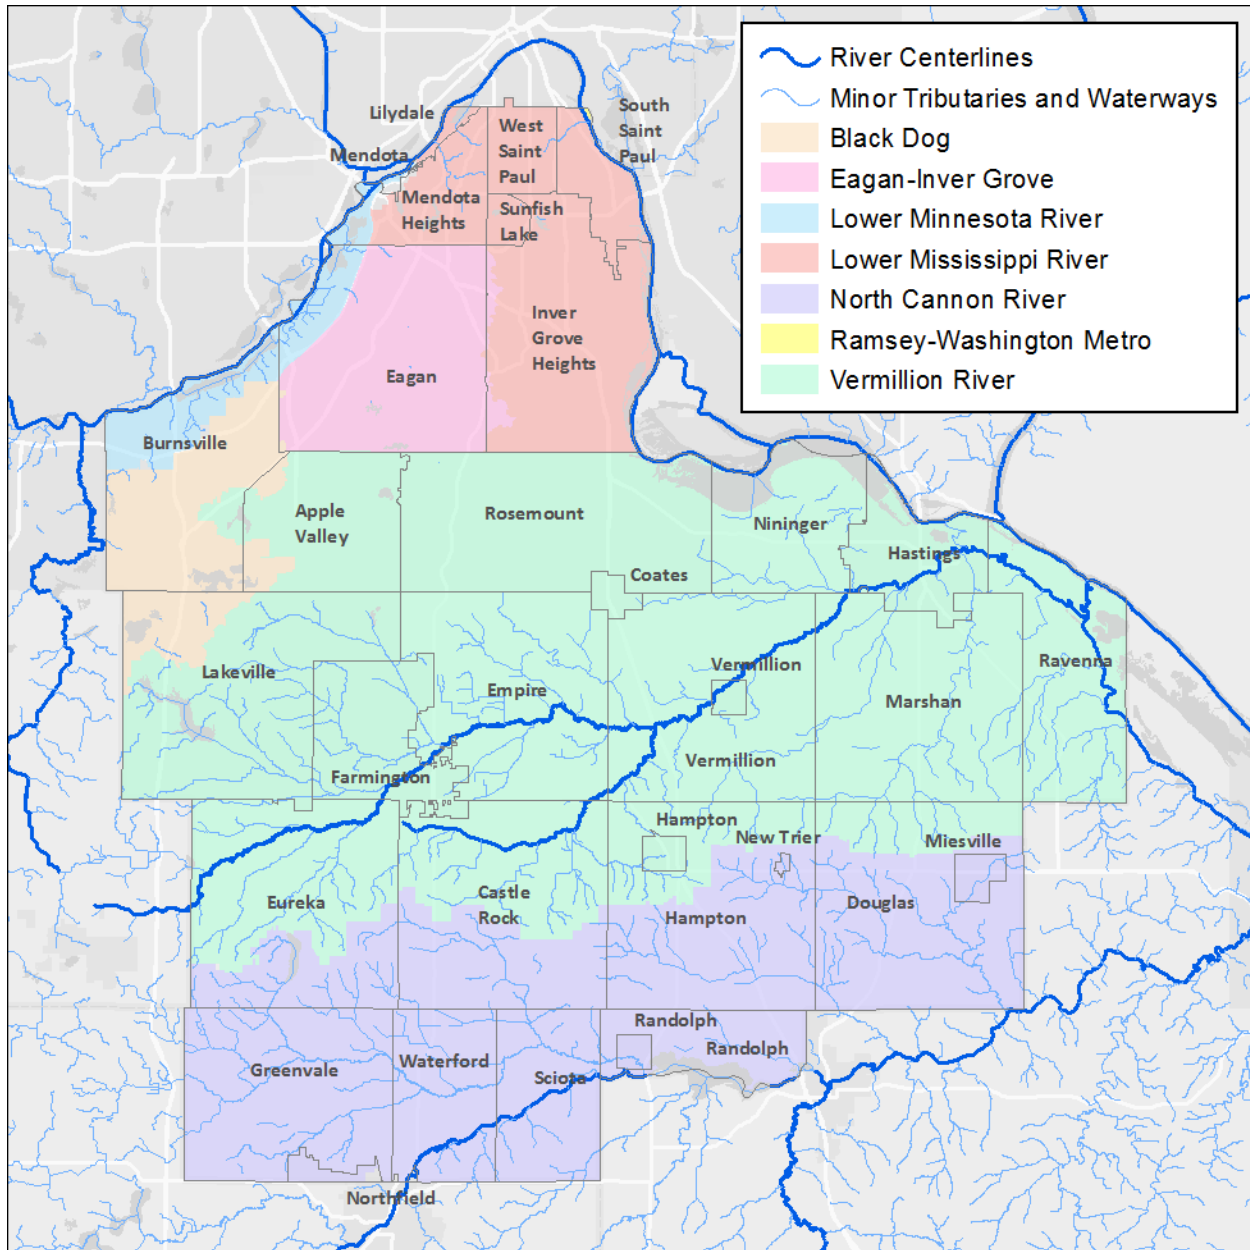 River Centerlines
Minor Tributaries and Waterways
Black Dog
Eagan-Inver Grove
Lower Minnesota River
Lower Mississippi River
North Cannon River
Ramsey-Washington Metro
Vermillion River
Lilydale
South
Saint
Paul
West
Saint
Paul
Mendota
Mendota
Heights
Sunfish
Lake
Inver
Grove
Heights
Eagan
Burnsville
Apple
Valley
Rosemount
Nininger
Hastings
Coates
Lakeville
Empire
Vermillion
Ravenna
Marshan
Farmington
Vermillion
Hampton
New Trier
Miesville
Eureka
Castle
Rock
Hampton
Douglas
Randolph
Randolph
Greenvale
Waterford
Sciota
Northfield